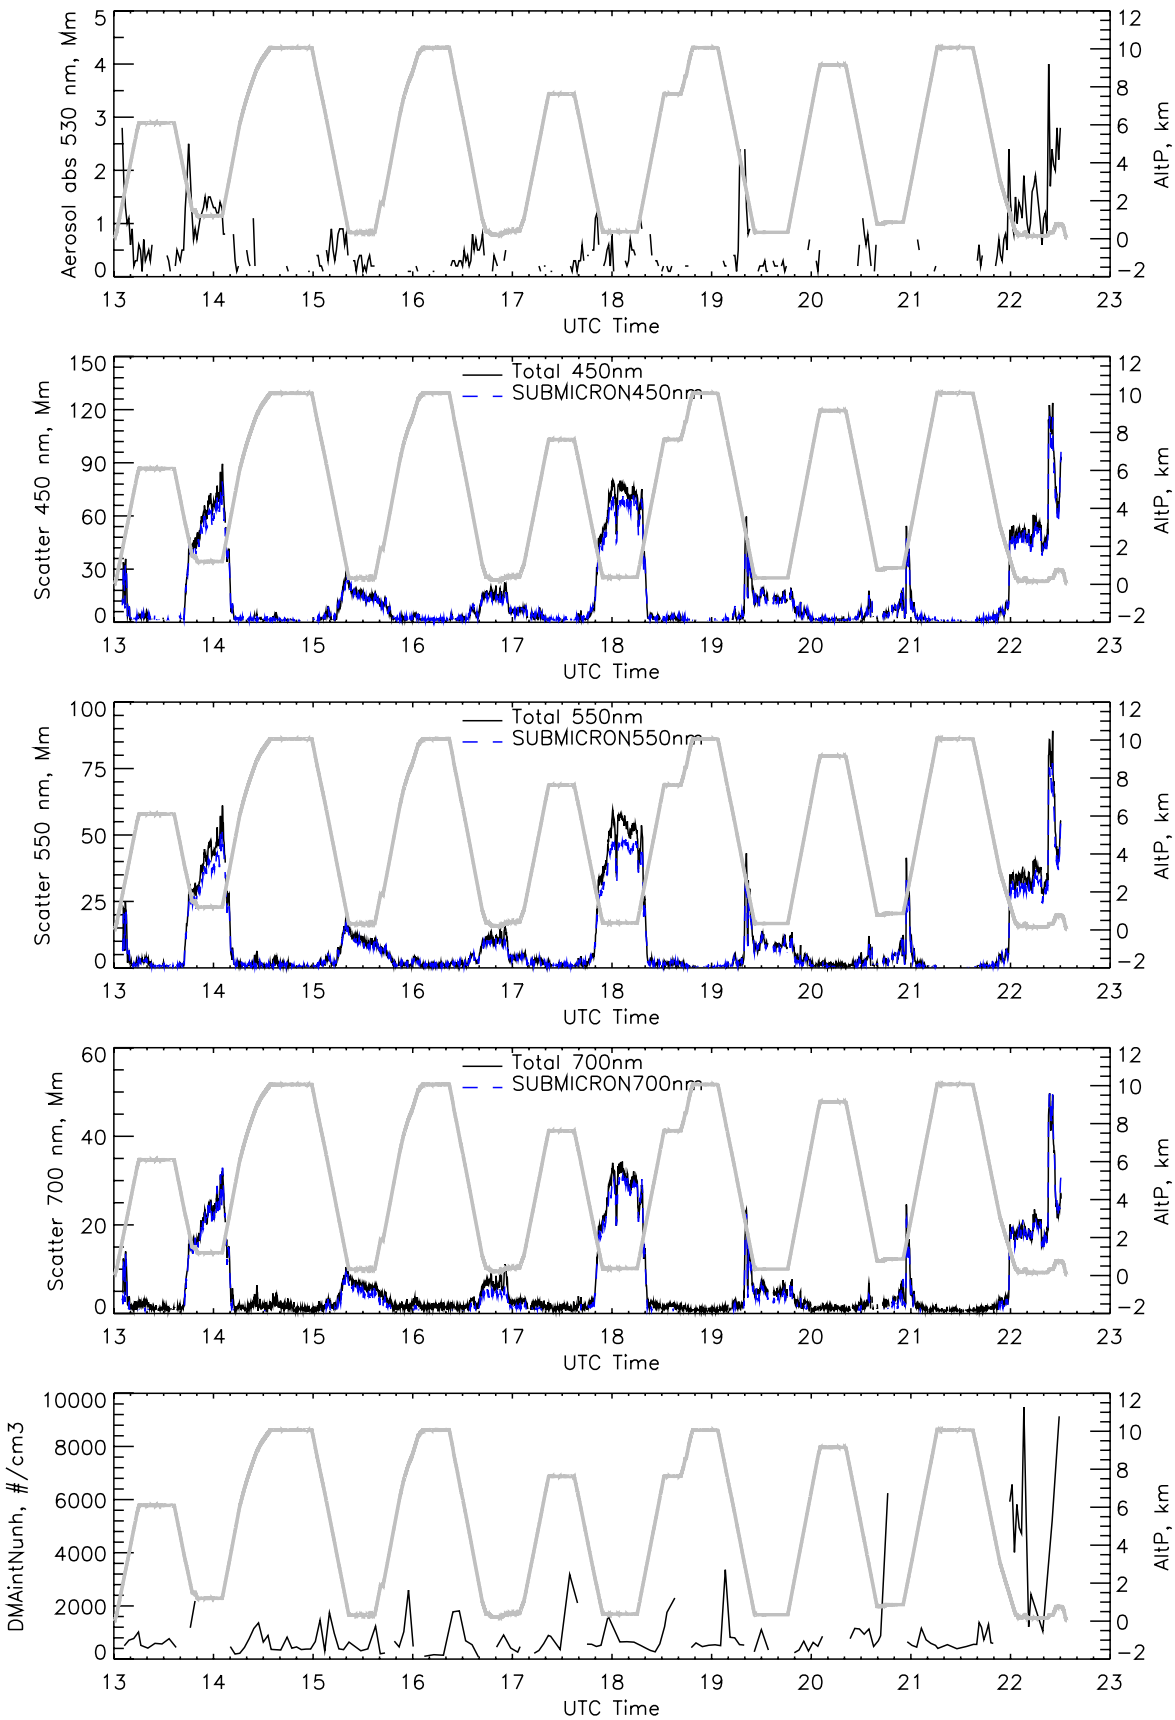 Aerosol abs 530 nm, Mm
5
4
3
2
1
0
12
10
8
6
4
2
0
-2
AltP, km
13 14 15 16 17 18 19 20 21 22 23
UTC Time
Scatter 450 nm, Mm
150
120
90
60
30
0
Total 450nm
SUBMICRON450nm
12
10
8
6
4
2
0
-2
AltP, km
13 14 15 16 17 18 19 20 21 22 23
UTC Time
Scatter 550 nm, Mm
100
75
50
25
0
Total 550nm
SUBMICRON550nm
12
10
8
6
4
2
0
-2
AltP, km
13 14 15 16 17 18 19 20 21 22 23
UTC Time
Scatter 700 nm, Mm
60
40
20
0
Total 700nm
SUBMICRON700nm
12
10
8
6
4
2
0
-2
AltP, km
13 14 15 16 17 18 19 20 21 22 23
UTC Time
DMAintNunh, #/cm3
10000
8000
6000
4000
2000
0
12
10
8
6
4
2
0
-2
AltP, km
13 14 15 16 17 18 19 20 21 22 23
UTC Time